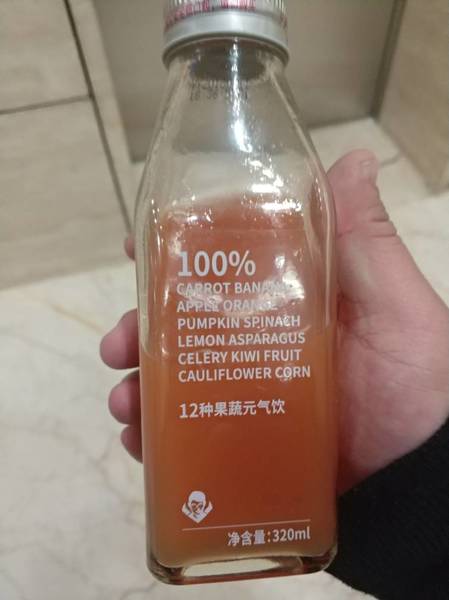 100%
CARROT BANANA
APPLE ORANGE
PUMPKIN SPINACH
LEMON ASPARAGUS
CELERY KIWI FRUIT
CAULIFLOWER CORN
12种果蔬元气饮
净含量:320ml